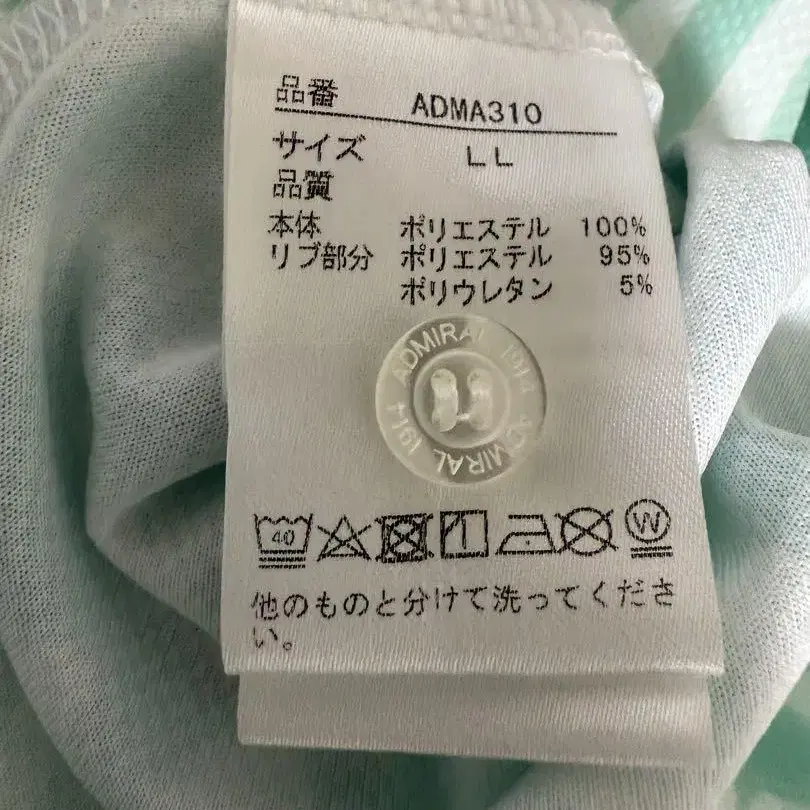 品番 ADMA310
サイズ LL
品質
本体 ポリエステル 100%
リブ部分 ポリエステル 95%
ポリウレタン 5%
ADMIRAL 1914 ADMIRAL 1914
40 W
他のものと分けて洗ってくださ
い。